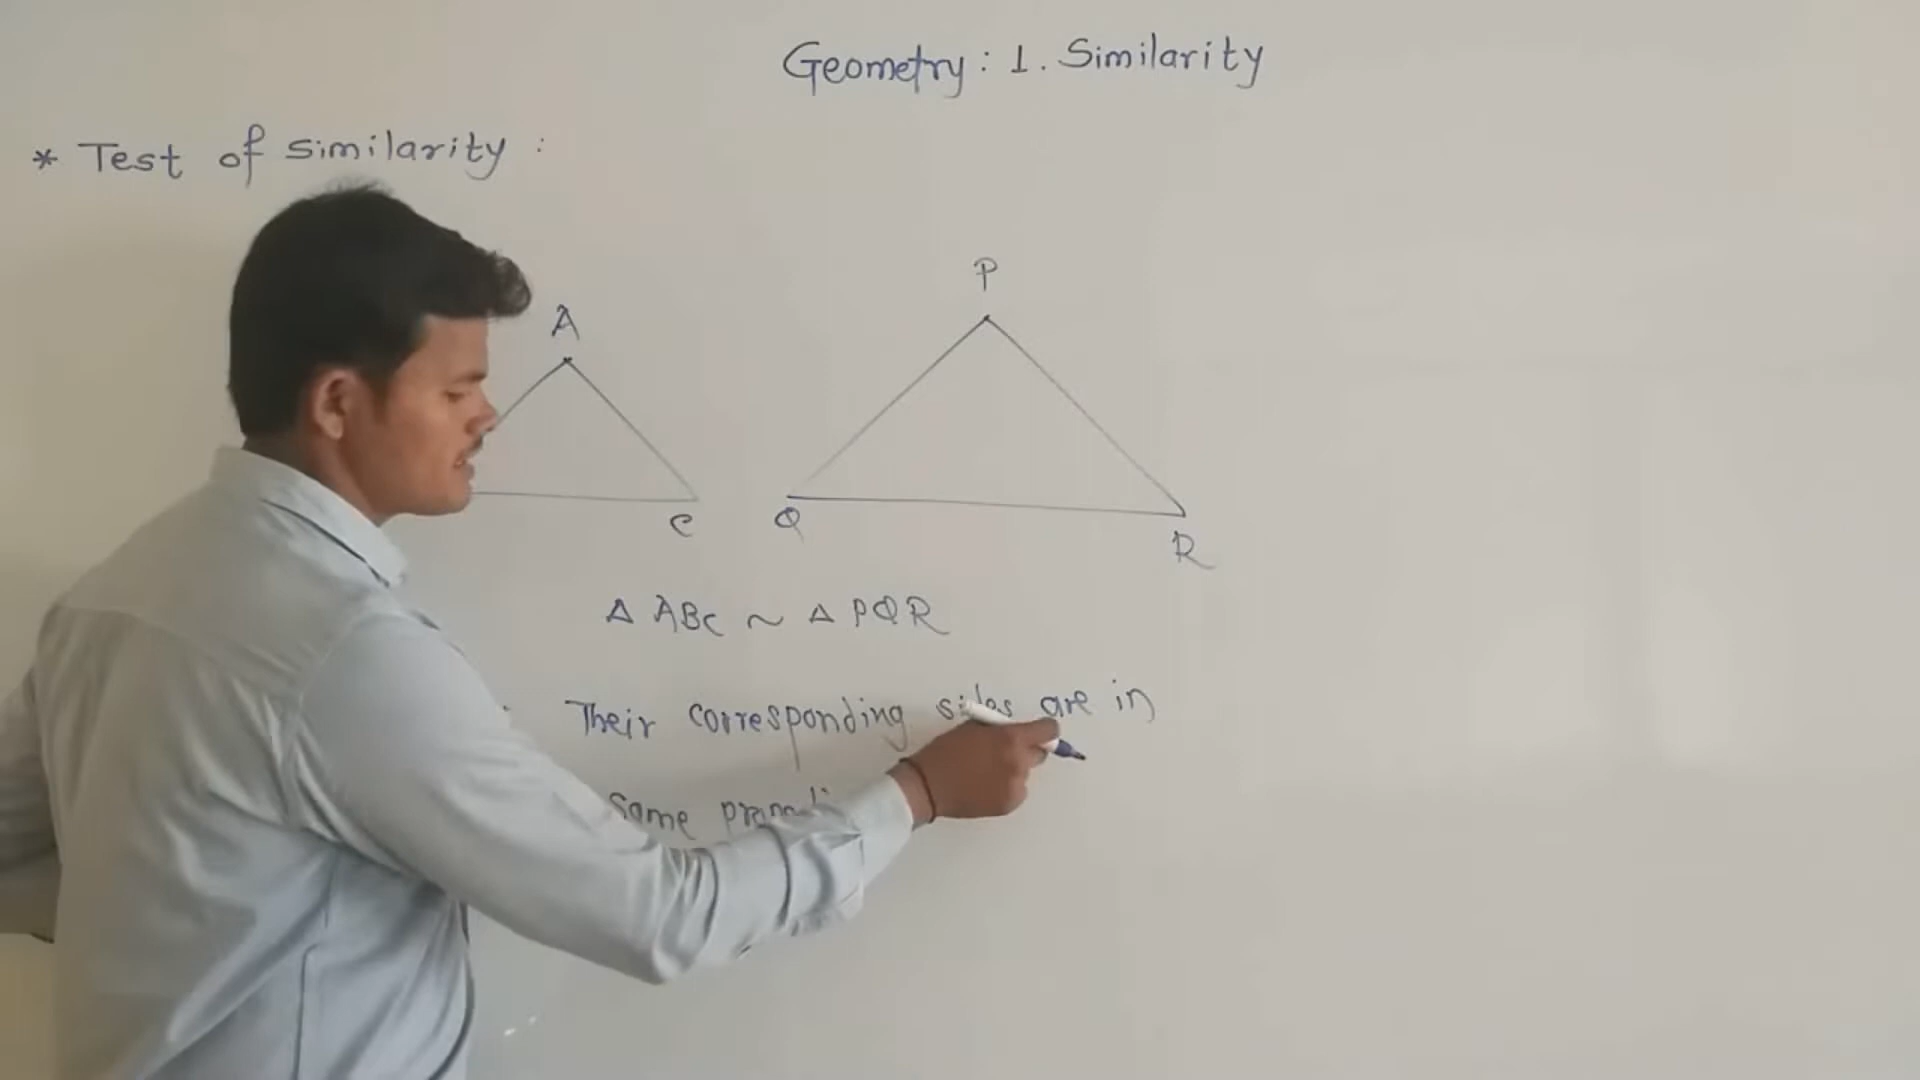 Geometry: 1. Similarity
* Test of similarity :
P
A
C
Q
R
Δ ABC ~ Δ PQR
Their corresponding sides are in
same